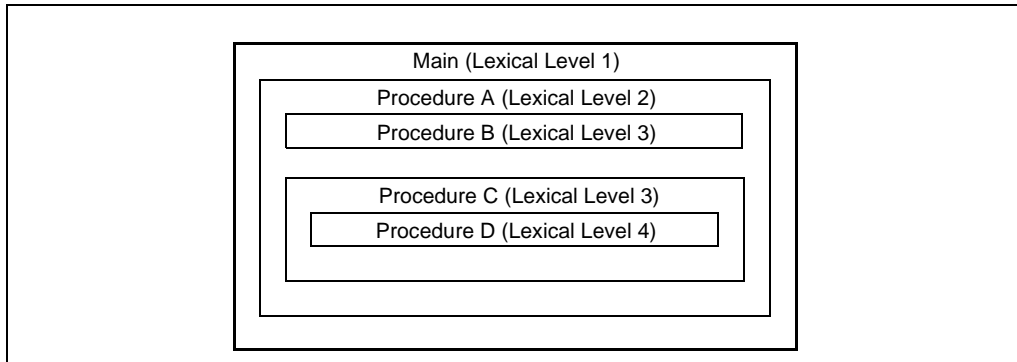 Main (Lexical Level 1)
Procedure A (Lexical Level 2)
Procedure B (Lexical Level 3)
Procedure C (Lexical Level 3)
Procedure D (Lexical Level 4)